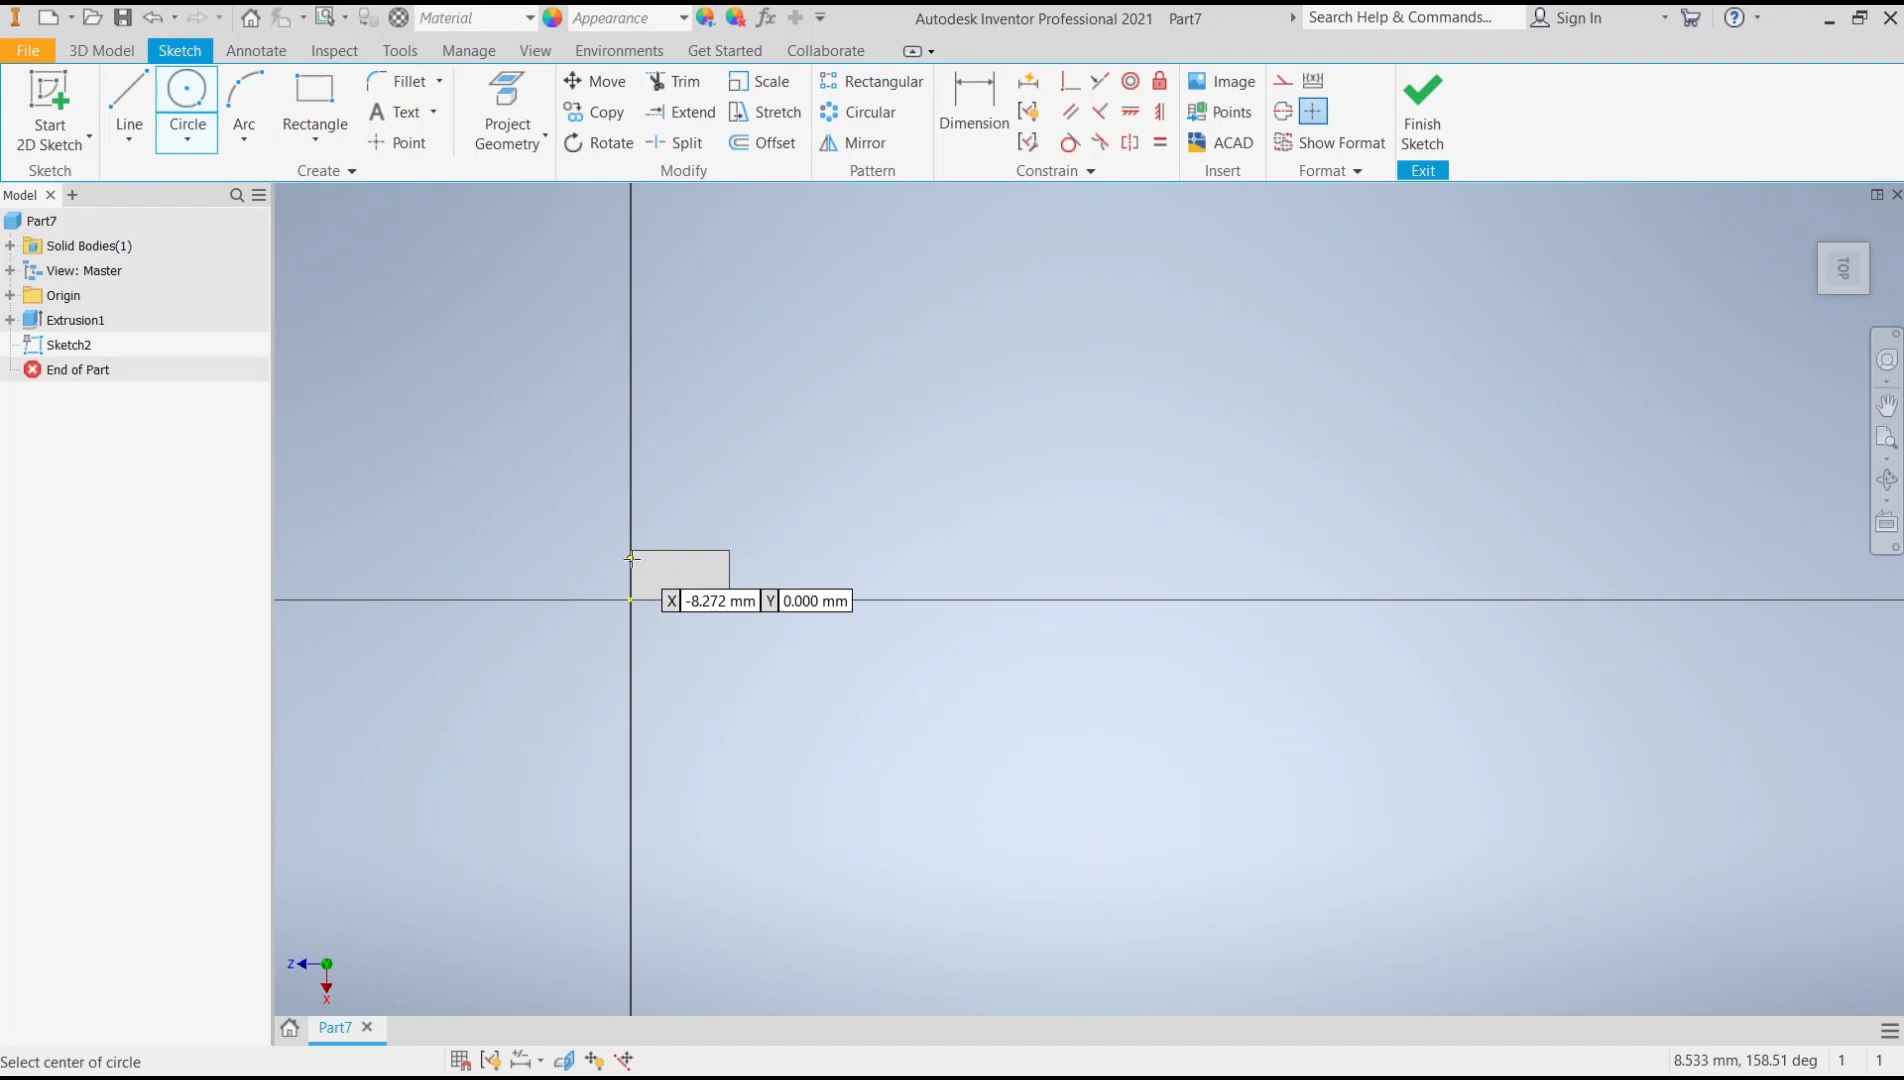 Material Appearance fx Autodesk Inventor Professional 2021 Part7 Search Help & Commands... Sign In
File 3D Model Sketch Annotate Inspect Tools Manage View Environments Get Started Collaborate
Start 2D Sketch
Line
Circle
Arc
Rectangle
Fillet
Text
Point
Project Geometry
Move Trim Scale
Copy Extend Stretch
Rotate Split Offset
Rectangular
Circular
Mirror
Dimension
Image
Points
ACAD
Show Format
Finish Sketch
Sketch Create Modify Pattern Constrain Insert Format Exit
Model
Part7
Solid Bodies(1)
View: Master
Origin
Extrusion1
Sketch2
End of Part
TOP
X -8.272 mm Y 0.000 mm
Z
X
Part7
Select center of circle 8.533 mm, 158.51 deg 1 1